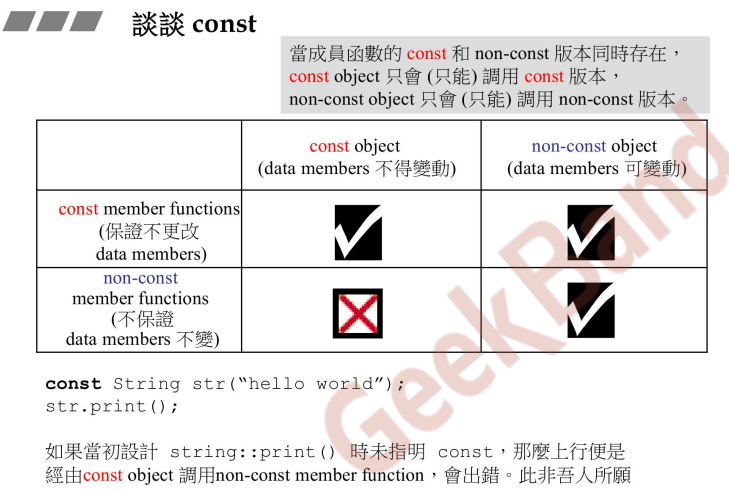 談談 const
當成員函數的 const 和 non-const 版本同時存在，
const object 只會 (只能) 調用 const 版本，
non-const object 只會 (只能) 調用 non-const 版本。
const object
(data members 不得變動)
non-const object
(data members 可變動)
const member functions
(保證不更改
data members)
non-const
member functions
(不保證
data members 不變)
const String str(“hello world”);
str.print();
如果當初設計 string::print() 時未指明 const，那麼上行便是
經由const object 調用non-const member function，會出錯。此非吾人所願
GeekBand